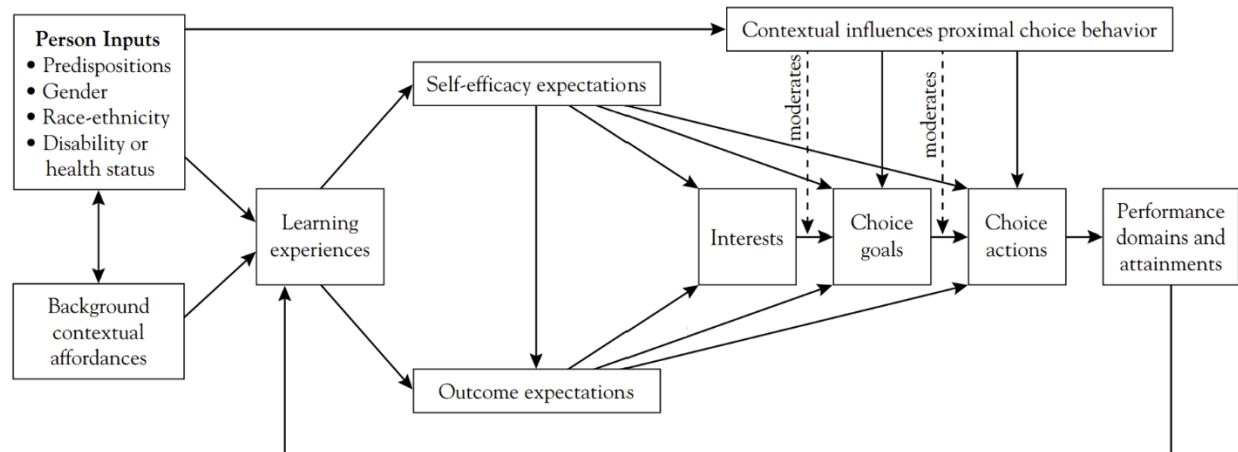 Person Inputs
• Predispositions
• Gender
• Race-ethnicity
• Disability or
health status
Contextual influences proximal choice behavior
Self-efficacy expectations
moderates
moderates
Learning
experiences
Interests
Choice
goals
Choice
actions
Performance
domains and
attainments
Background
contextual
affordances
Outcome expectations